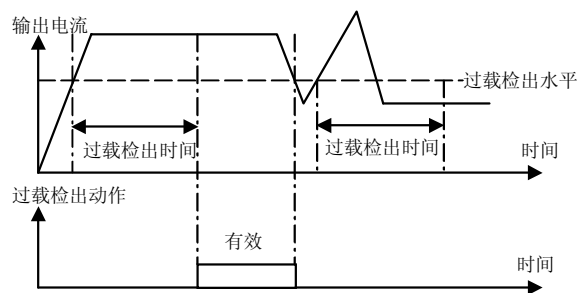 输出电流
过载检出水平
过载检出时间
过载检出时间
时间
过载检出动作
有效
时间